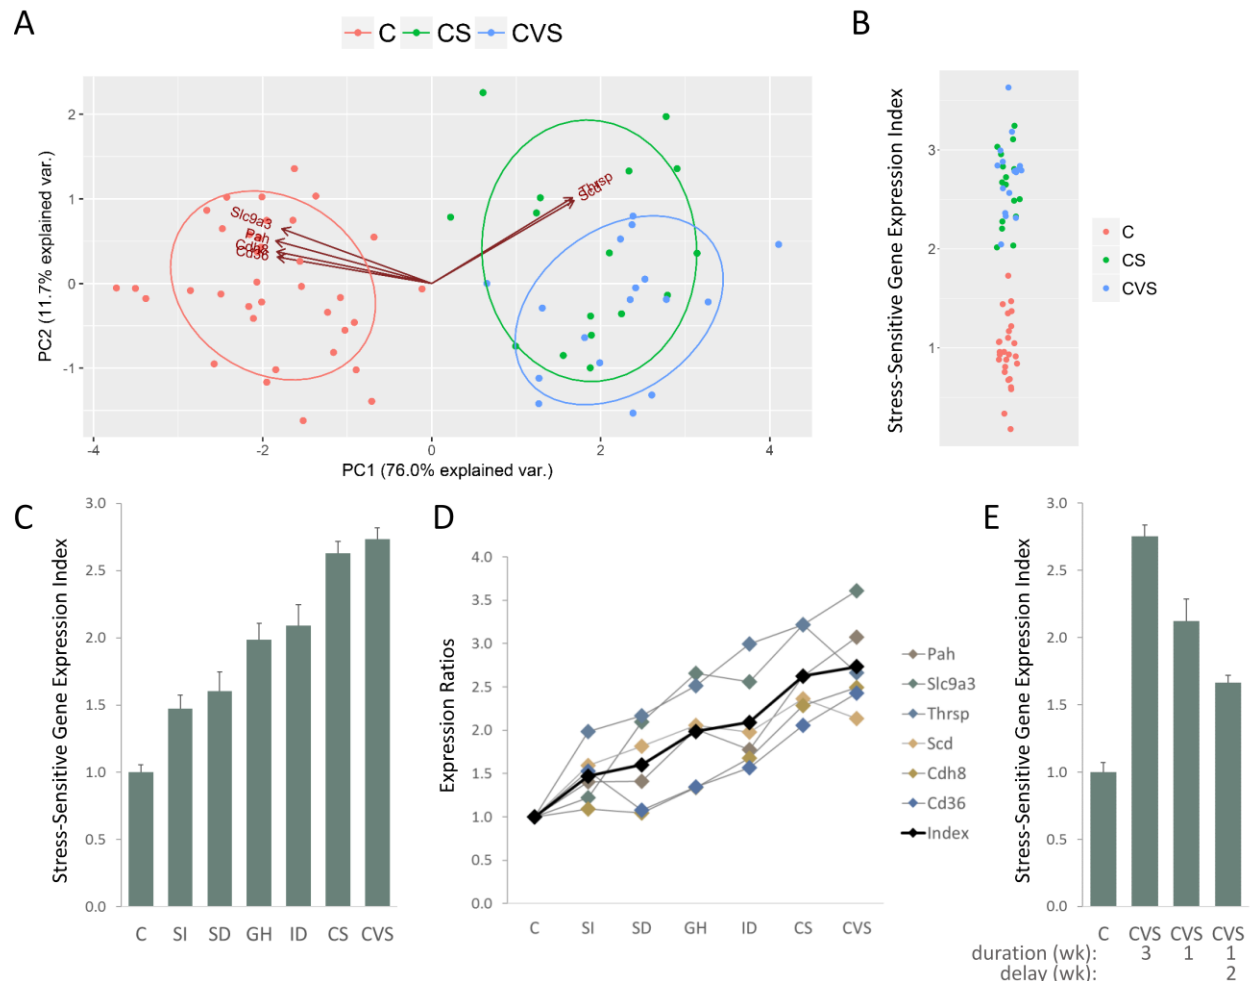 A
C CS CVS
B
PC2 (11.7% explained var.)
2
1
0
-1
Slc9a3
Pah
Cdh8
Cd36
Thrsp
Scd
-4 -2 0 2 4
PC1 (76.0% explained var.)
Stress-Sensitive Gene Expression Index
3
2
1
C
CS
CVS
C
Stress-Sensitive Gene Expression Index
3.0
2.5
2.0
1.5
1.0
0.5
0.0
C SI SD GH ID CS CVS
D
Expression Ratios
4.0
3.5
3.0
2.5
2.0
1.5
1.0
0.5
0.0
C SI SD GH ID CS CVS
Pah
Slc9a3
Thrsp
Scd
Cdh8
Cd36
Index
E
Stress-Sensitive Gene Expression Index
3.0
2.5
2.0
1.5
1.0
0.5
0.0
C CVS CVS CVS
duration (wk): 3 1 1
delay (wk): 2